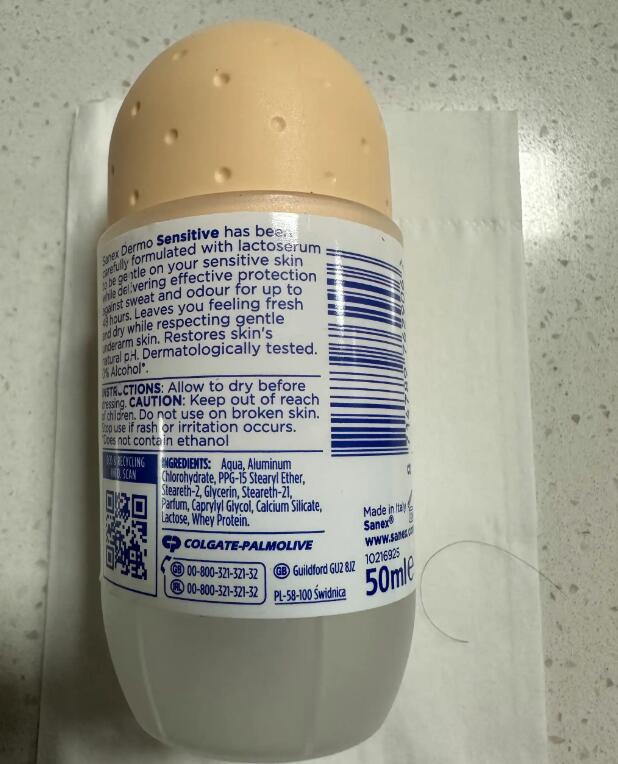 Sanex Dermo Sensitive has been
carefully formulated with lactoserum
to be gentle on your sensitive skin
while delivering effective protection
against sweat and odour for up to
48 hours. Leaves you feeling fresh
and dry while respecting gentle
underarm skin. Restores skin's
natural pH. Dermatologically tested.
0% Alcohol*.
INSTRUCTIONS: Allow to dry before
dressing. CAUTION: Keep out of reach
of children. Do not use on broken skin.
Stop use if rash or irritation occurs.
*Does not contain ethanol
RECYCLING
SCAN
INGREDIENTS: Aqua, Aluminum
Chlorohydrate, PPG-15 Stearyl Ether,
Steareth-2, Glycerin, Steareth-21,
Parfum, Caprylyl Glycol, Calcium Silicate,
Lactose, Whey Protein.
CP COLGATE-PALMOLIVE
GB 00-800-321-321-32
IRL 00-800-321-321-32
GB Guildford GU2 8JZ
PL-58-100 Świdnica
Made in Italy
Sanex®
www.sanex.com
10216925
50ml e